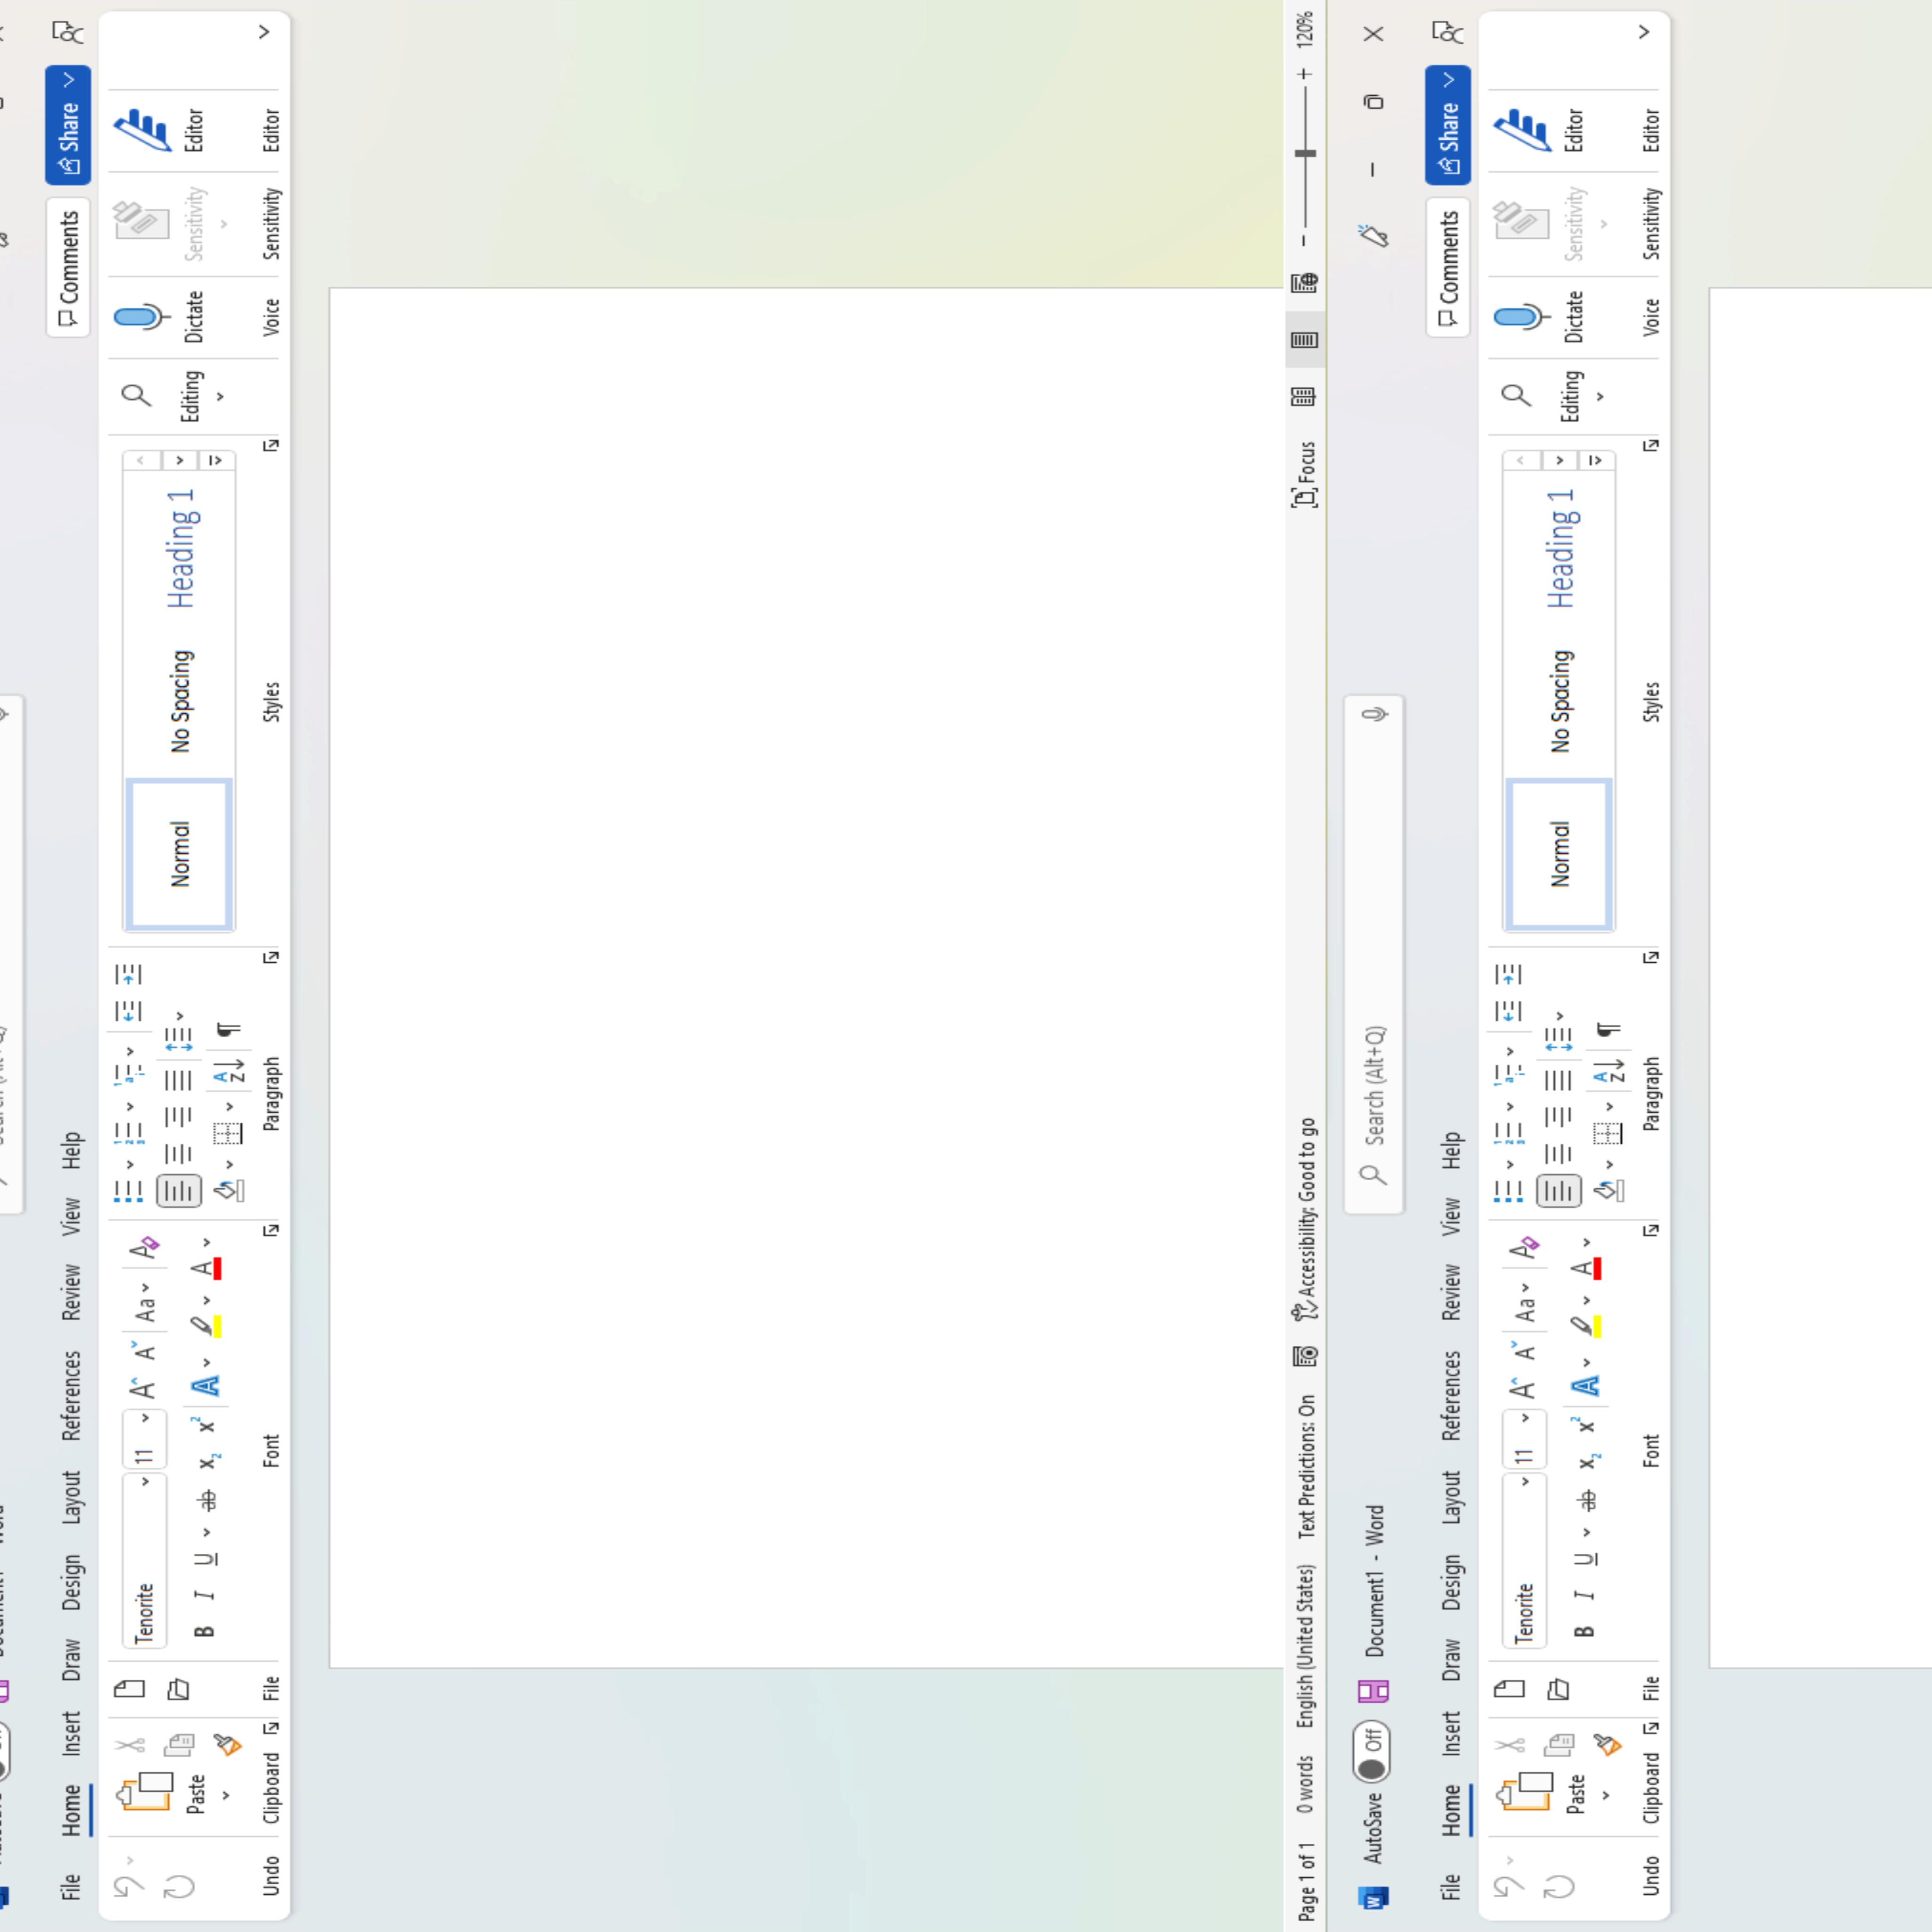 File Home Insert Draw Design Layout References Review View Help Comments Share
Tenorite 11 Aa
Paste Normal No Spacing Heading 1 Editing Dictate Sensitivity Editor
Undo Clipboard File Font Paragraph Styles Voice Sensitivity Editor
Page 1 of 1 0 words English (United States) Text Predictions: On Accessibility: Good to go Focus 120%
AutoSave Off Document1 - Word Search (Alt+Q)
File Home Insert Draw Design Layout References Review View Help Comments Share
Tenorite 11 Aa
Paste Normal No Spacing Heading 1 Editing Dictate Sensitivity Editor
Undo Clipboard File Font Paragraph Styles Voice Sensitivity Editor